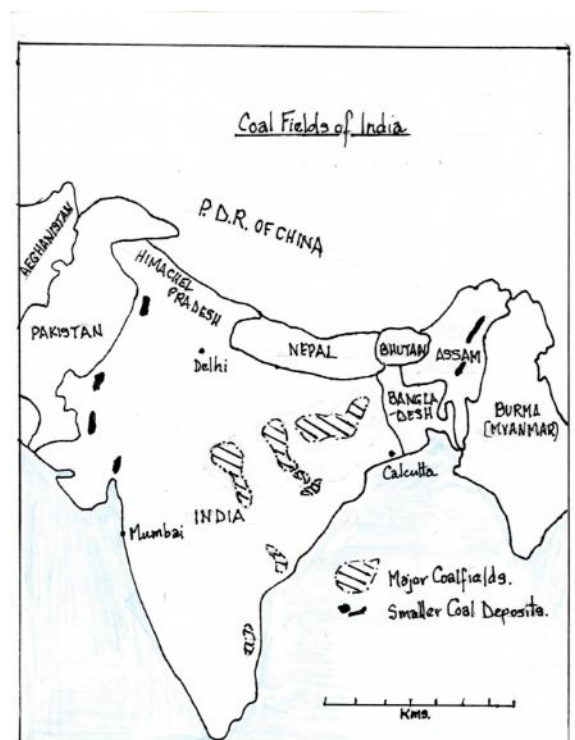 Coal Fields of India
P.D.R. OF CHINA
AFGHANISTAN
HIMACHEL
PRADESH
PAKISTAN
Delhi
NEPAL
BHUTAN
ASSAM
BANGLA
-DESH
BURMA
(MYANMAR)
Calcutta
INDIA
Mumbai
Major Coalfields.
Smaller Coal Deposits.
Kms.